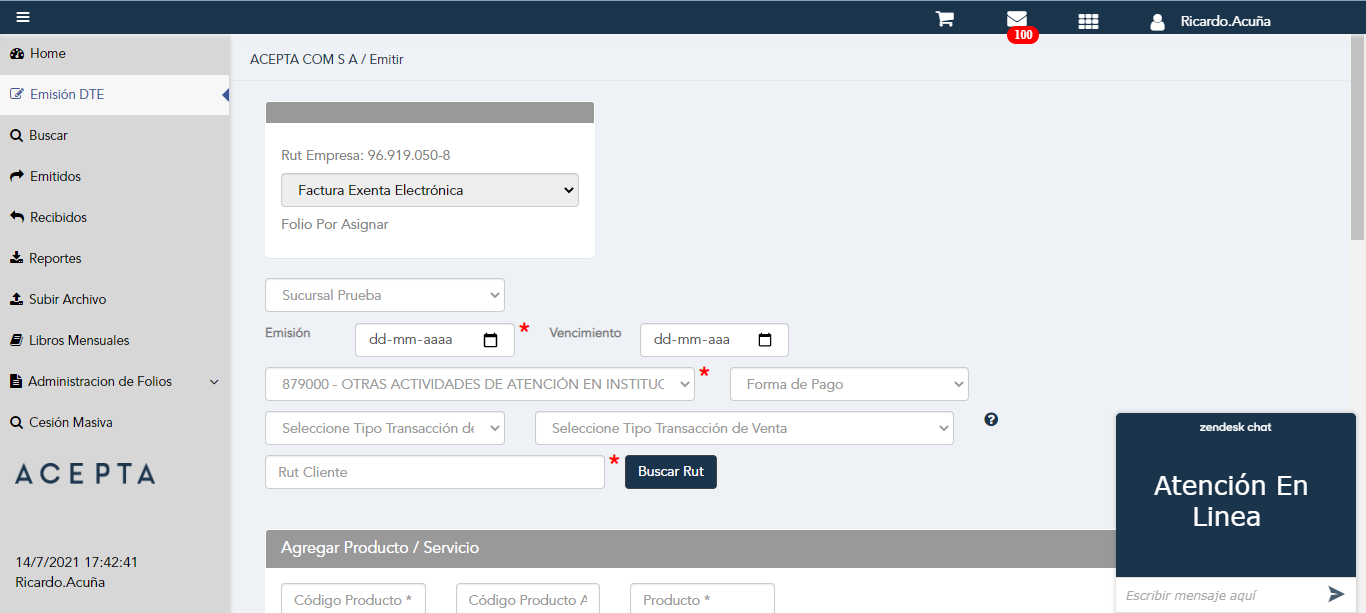 100
Ricardo.Acuña
Home
Emisión DTE
Buscar
Emitidos
Recibidos
Reportes
Subir Archivo
Libros Mensuales
Administracion de Folios
Cesión Masiva
ACEPTA
14/7/2021 17:42:41
Ricardo.Acuña
ACEPTA COM S A / Emitir
Rut Empresa: 96.919.050-8
Factura Exenta Electrónica
Folio Por Asignar
Sucursal Prueba
Emisión dd-mm-aaaa * Vencimiento dd-mm-aaa
879000 - OTRAS ACTIVIDADES DE ATENCIÓN EN INSTITUC * Forma de Pago
Seleccione Tipo Transacción de Seleccione Tipo Transacción de Venta ?
Rut Cliente * Buscar Rut
Agregar Producto / Servicio
Código Producto * Código Producto A Producto *
zendesk chat
Atención En
Linea
Escribir mensaje aquí